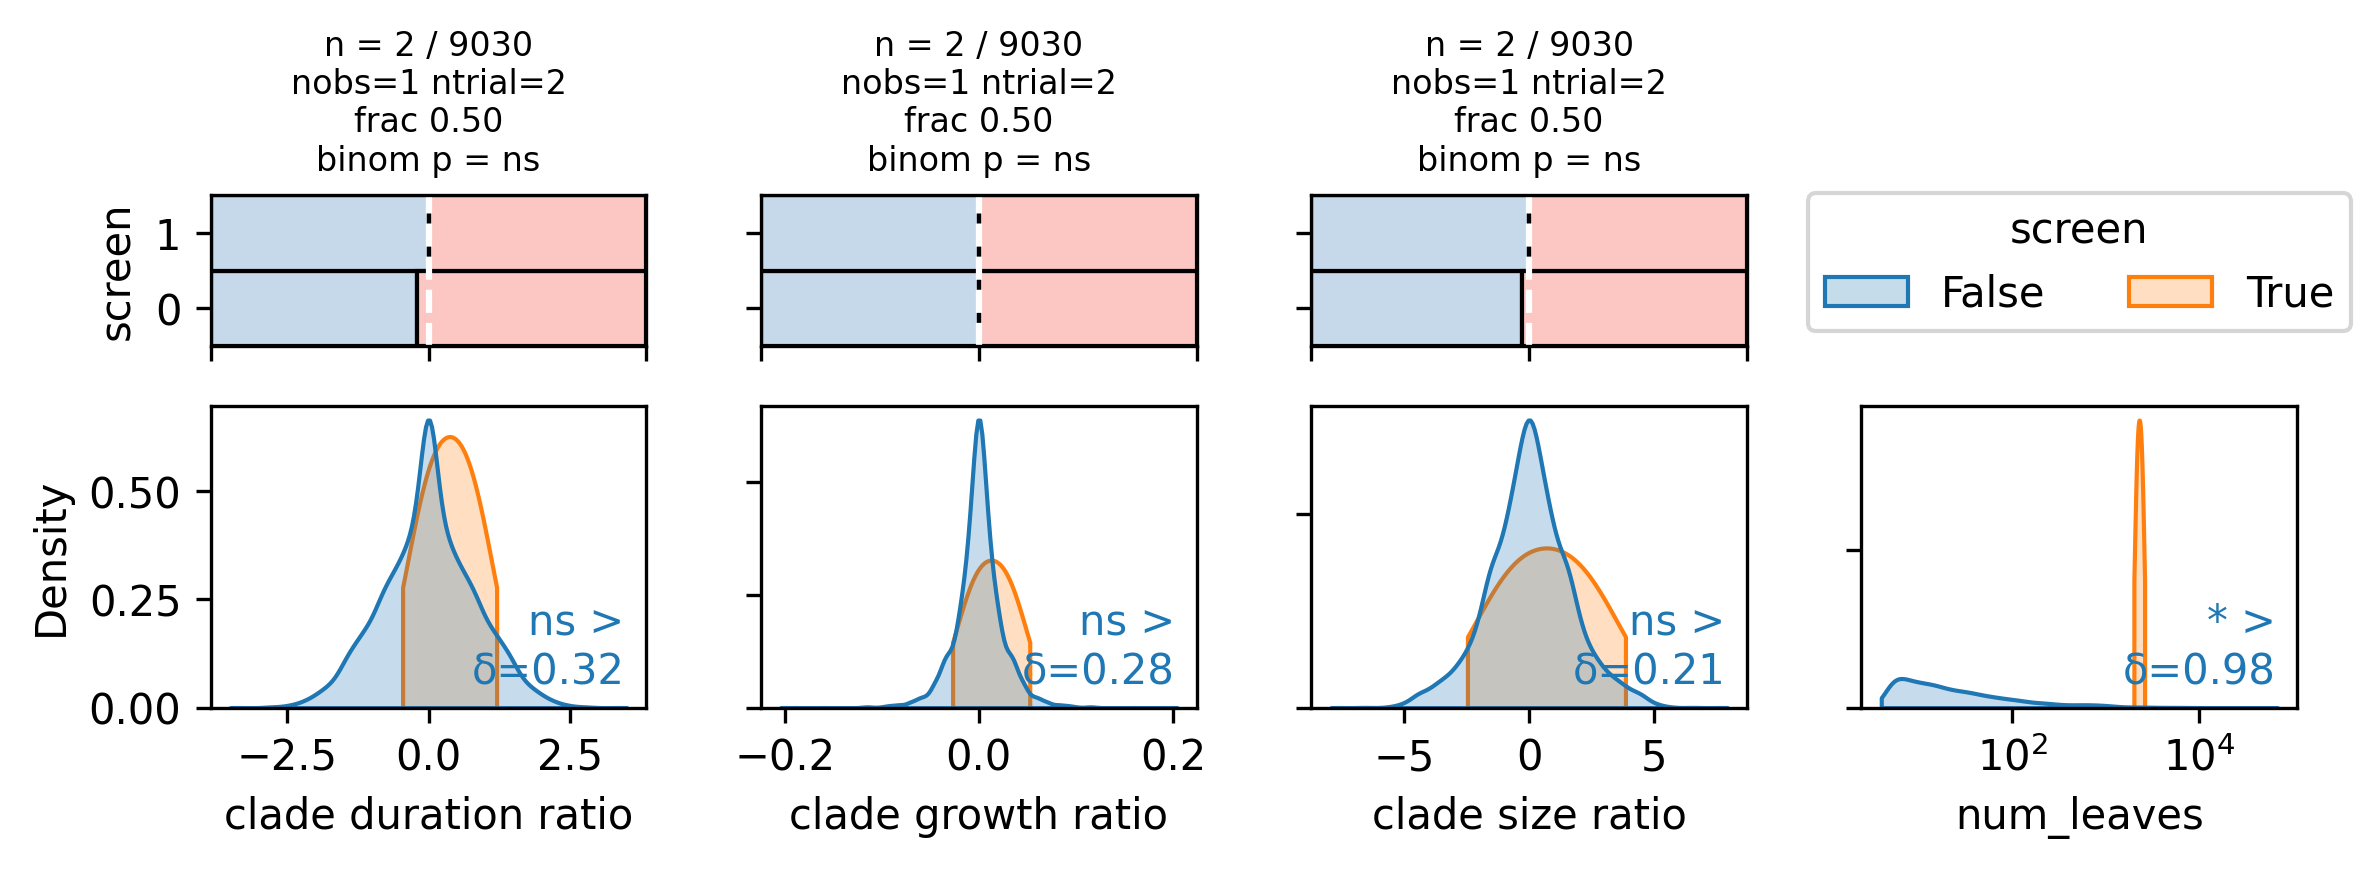 n = 2 / 9030
nobs=1 ntrial=2
frac 0.50
binom p = ns
n = 2 / 9030
nobs=1 ntrial=2
frac 0.50
binom p = ns
n = 2 / 9030
nobs=1 ntrial=2
frac 0.50
binom p = ns
screen
1
0
screen
False
True
Density
0.50
0.25
0.00
ns >
δ=0.32
−2.5
0.0
2.5
clade duration ratio
ns >
δ=0.28
−0.2
0.0
0.2
clade growth ratio
ns >
δ=0.21
−5
0
5
clade size ratio
* >
δ=0.98
10²
10⁴
num_leaves